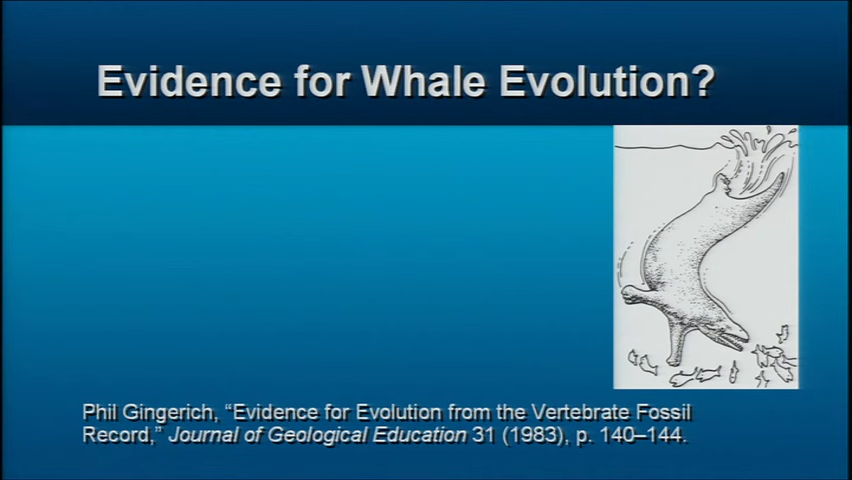 Evidence for Whale Evolution?
Phil Gingerich, “Evidence for Evolution from the Vertebrate Fossil
Record,” Journal of Geological Education 31 (1983), p. 140–144.